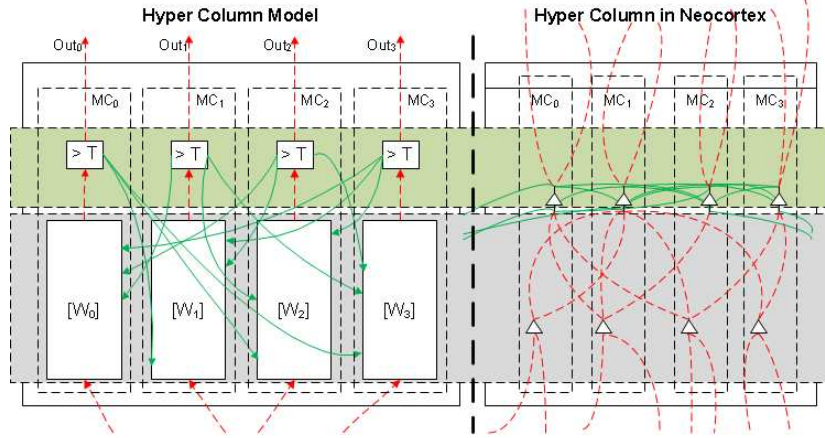 Hyper Column Model
Hyper Column in Neocortex
Out0 Out1 Out2 Out3
MC0 MC1 MC2 MC3
MC0 MC1 MC2 MC3
> T > T > T > T
[W0] [W1] [W2] [W3]